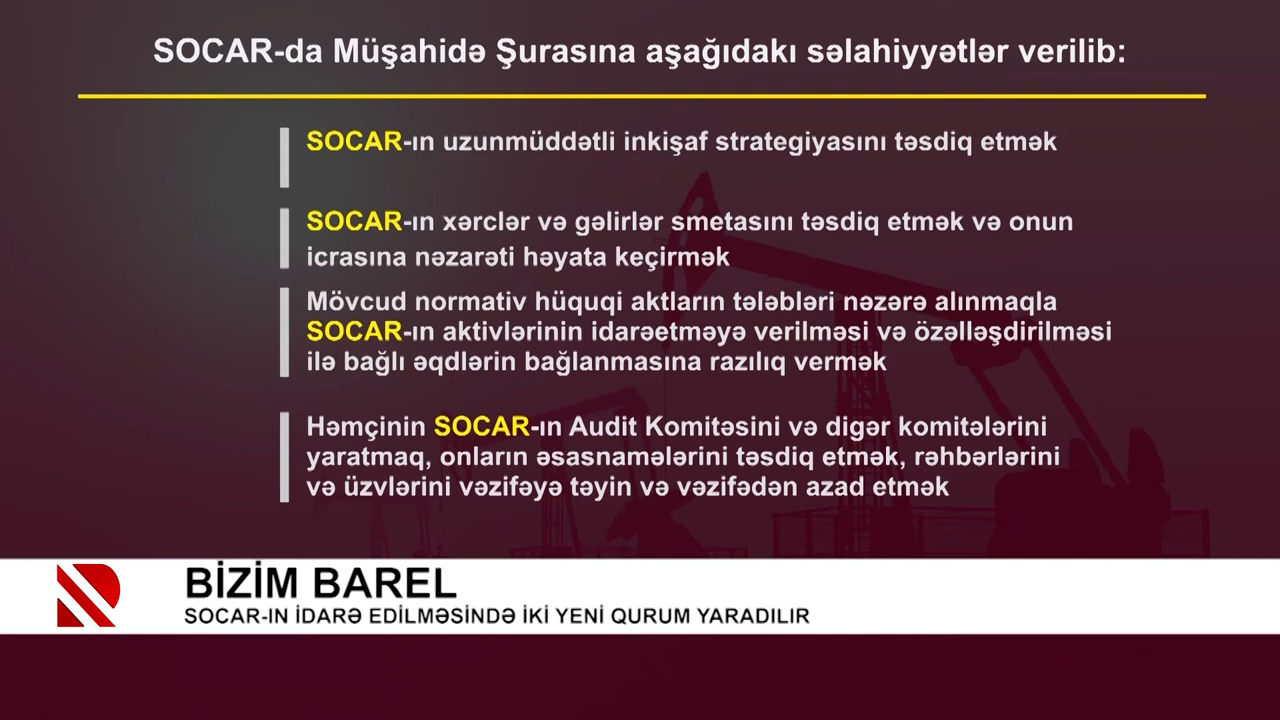 SOCAR-da Müşahidə Şurasına aşağıdakı səlahiyyətlər verilib:
SOCAR-ın uzunmüddətli inkişaf strategiyasını təsdiq etmək
SOCAR-ın xərclər və gəlirlər smetasını təsdiq etmək və onun
icrasına nəzarəti həyata keçirmək
Mövcud normativ hüquqi aktların tələbləri nəzərə alınmaqla
SOCAR-ın aktivlərinin idarəetməyə verilməsi və özəlləşdirilməsi
ilə bağlı əqdlərin bağlanmasına razılıq vermək
Həmçinin SOCAR-ın Audit Komitəsini və digər komitələrini
yaratmaq, onların əsasnamələrini təsdiq etmək, rəhbərlərini
və üzvlərini vəzifəyə təyin və vəzifədən azad etmək
BİZİM BAREL
SOCAR-IN İDARƏ EDİLMƏSİNDƏ İKİ YENİ QURUM YARADILIR